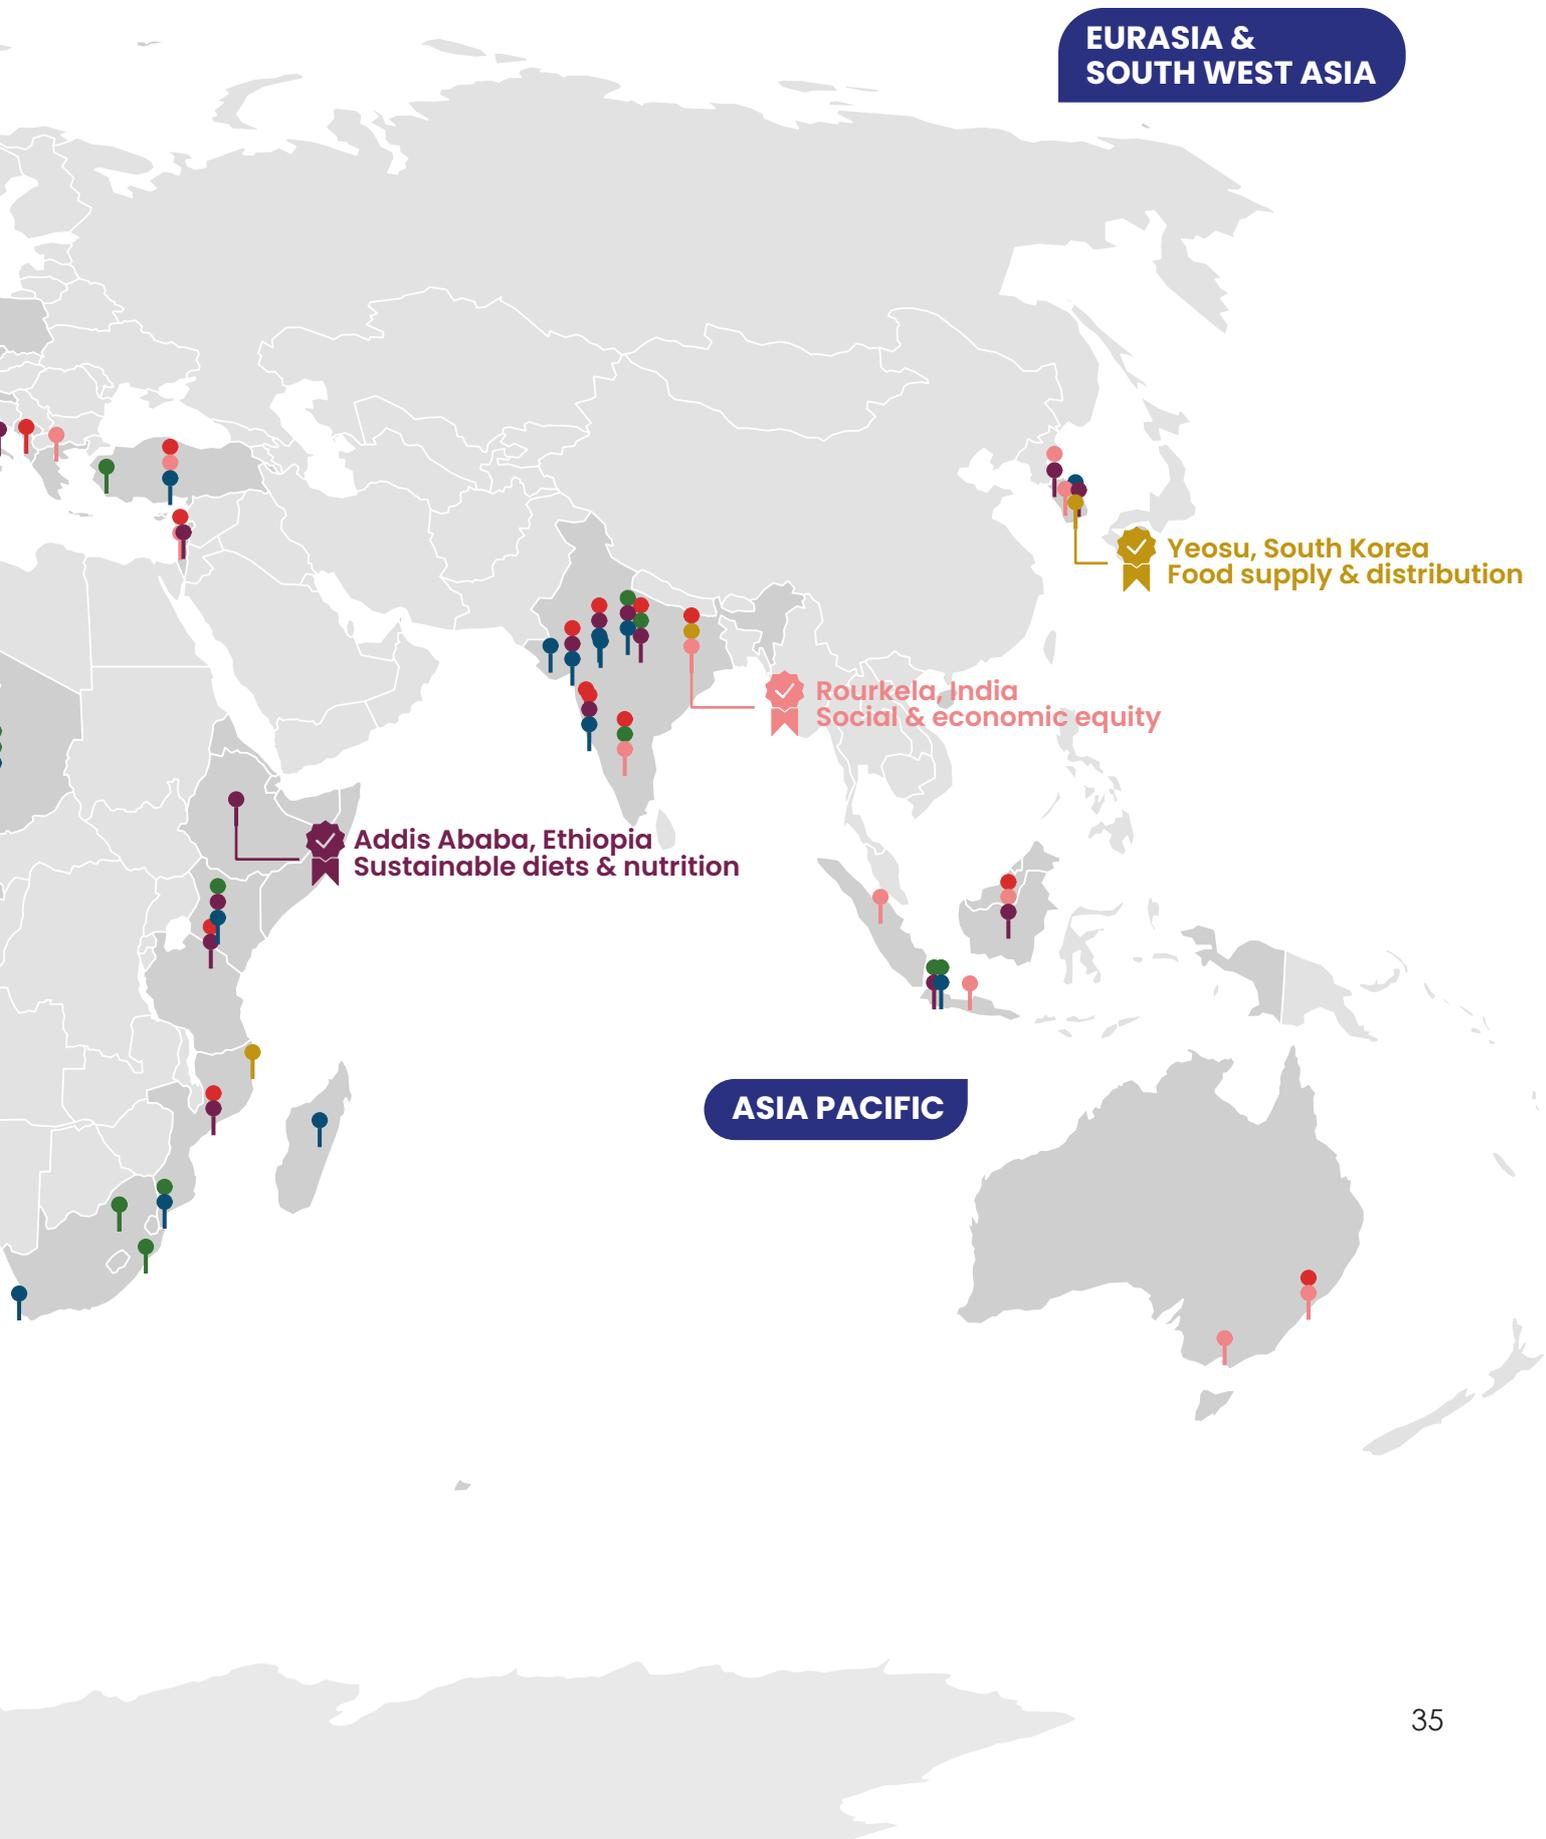 EURASIA &
SOUTH WEST ASIA
Yeosu, South Korea
Food supply & distribution
Rourkela, India
Social & economic equity
Addis Ababa, Ethiopia
Sustainable diets & nutrition
ASIA PACIFIC
35